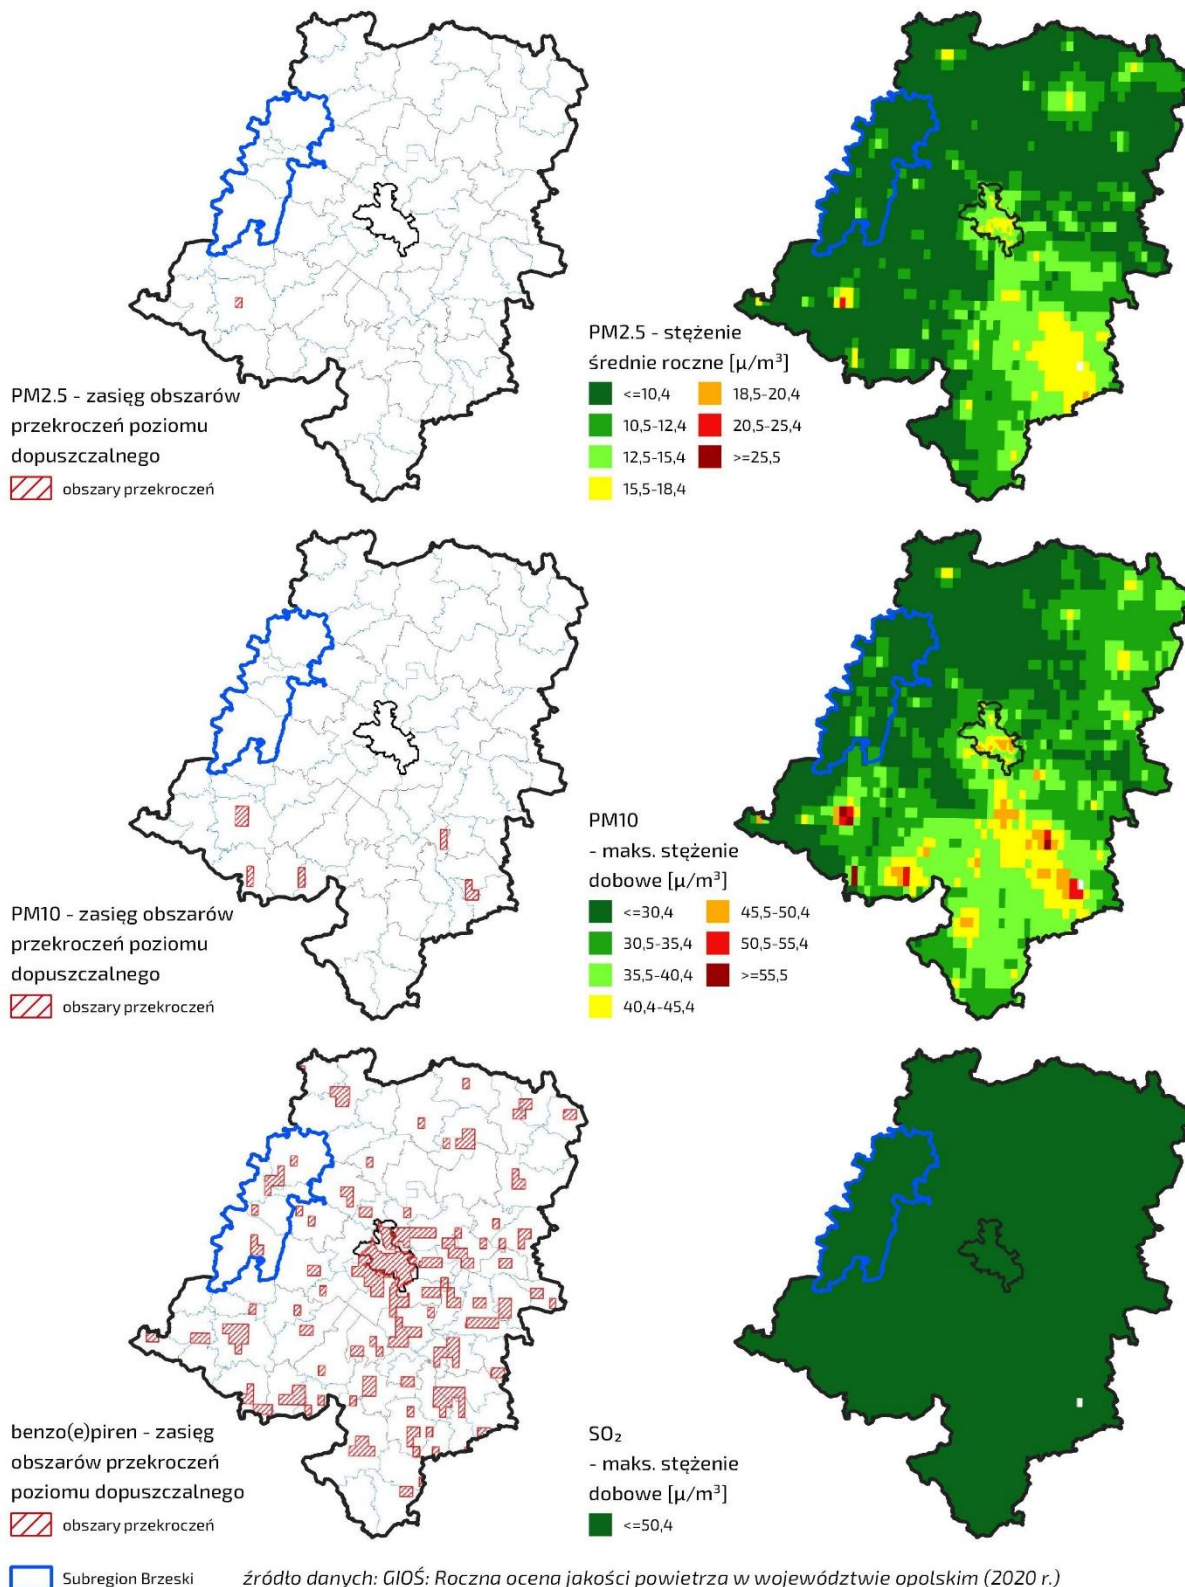 PM2.5 - zasięg obszarów
przekroczeń poziomu
dopuszczalnego
obszary przekroczeń
PM2.5 - stężenie
średnie roczne [µ/m³]
<=10,4
10,5-12,4
12,5-15,4
15,5-18,4
18,5-20,4
20,5-25,4
>=25,5
PM10 - zasięg obszarów
przekroczeń poziomu
dopuszczalnego
obszary przekroczeń
PM10
- maks. stężenie
dobowe [µ/m³]
<=30,4
30,5-35,4
35,5-40,4
40,4-45,4
45,5-50,4
50,5-55,4
>=55,5
benzo(e)piren - zasięg
obszarów przekroczeń
poziomu dopuszczalnego
obszary przekroczeń
SO₂
- maks. stężenie
dobowe [µ/m³]
<=50,4
Subregion Brzeski
źródło danych: GIOŚ: Roczna ocena jakości powietrza w województwie opolskim (2020 r.)